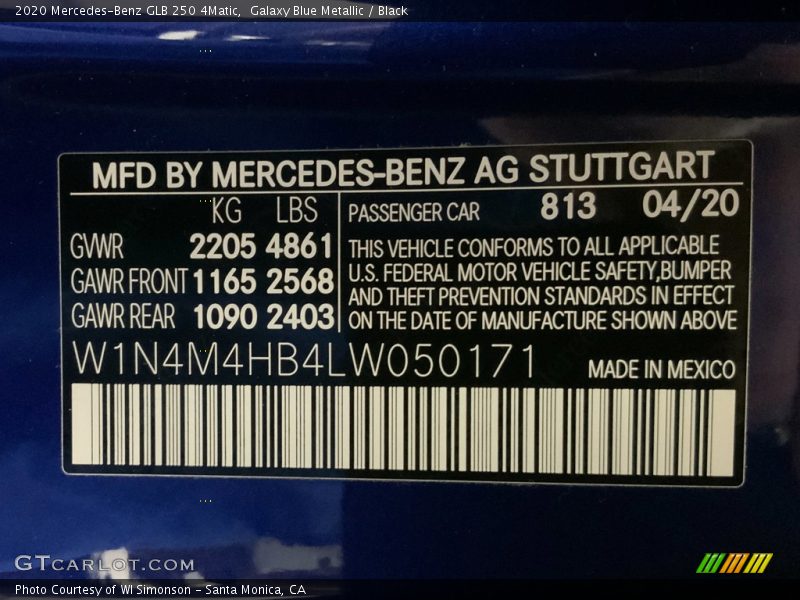 2020 Mercedes-Benz GLB 250 4Matic,  Galaxy Blue Metallic / Black
MFD BY MERCEDES-BENZ AG STUTTGART
KG LBS
GVWR 2205 4861
GAWR FRONT 1165 2568
GAWR REAR 1090 2403
PASSENGER CAR 813 04/20
THIS VEHICLE CONFORMS TO ALL APPLICABLE
U.S. FEDERAL MOTOR VEHICLE SAFETY,BUMPER
AND THEFT PREVENTION STANDARDS IN EFFECT
ON THE DATE OF MANUFACTURE SHOWN ABOVE
W1N4M4HB4LW050171
MADE IN MEXICO
GTCARLOT.COM
Photo Courtesy of WI Simonson – Santa Monica, CA